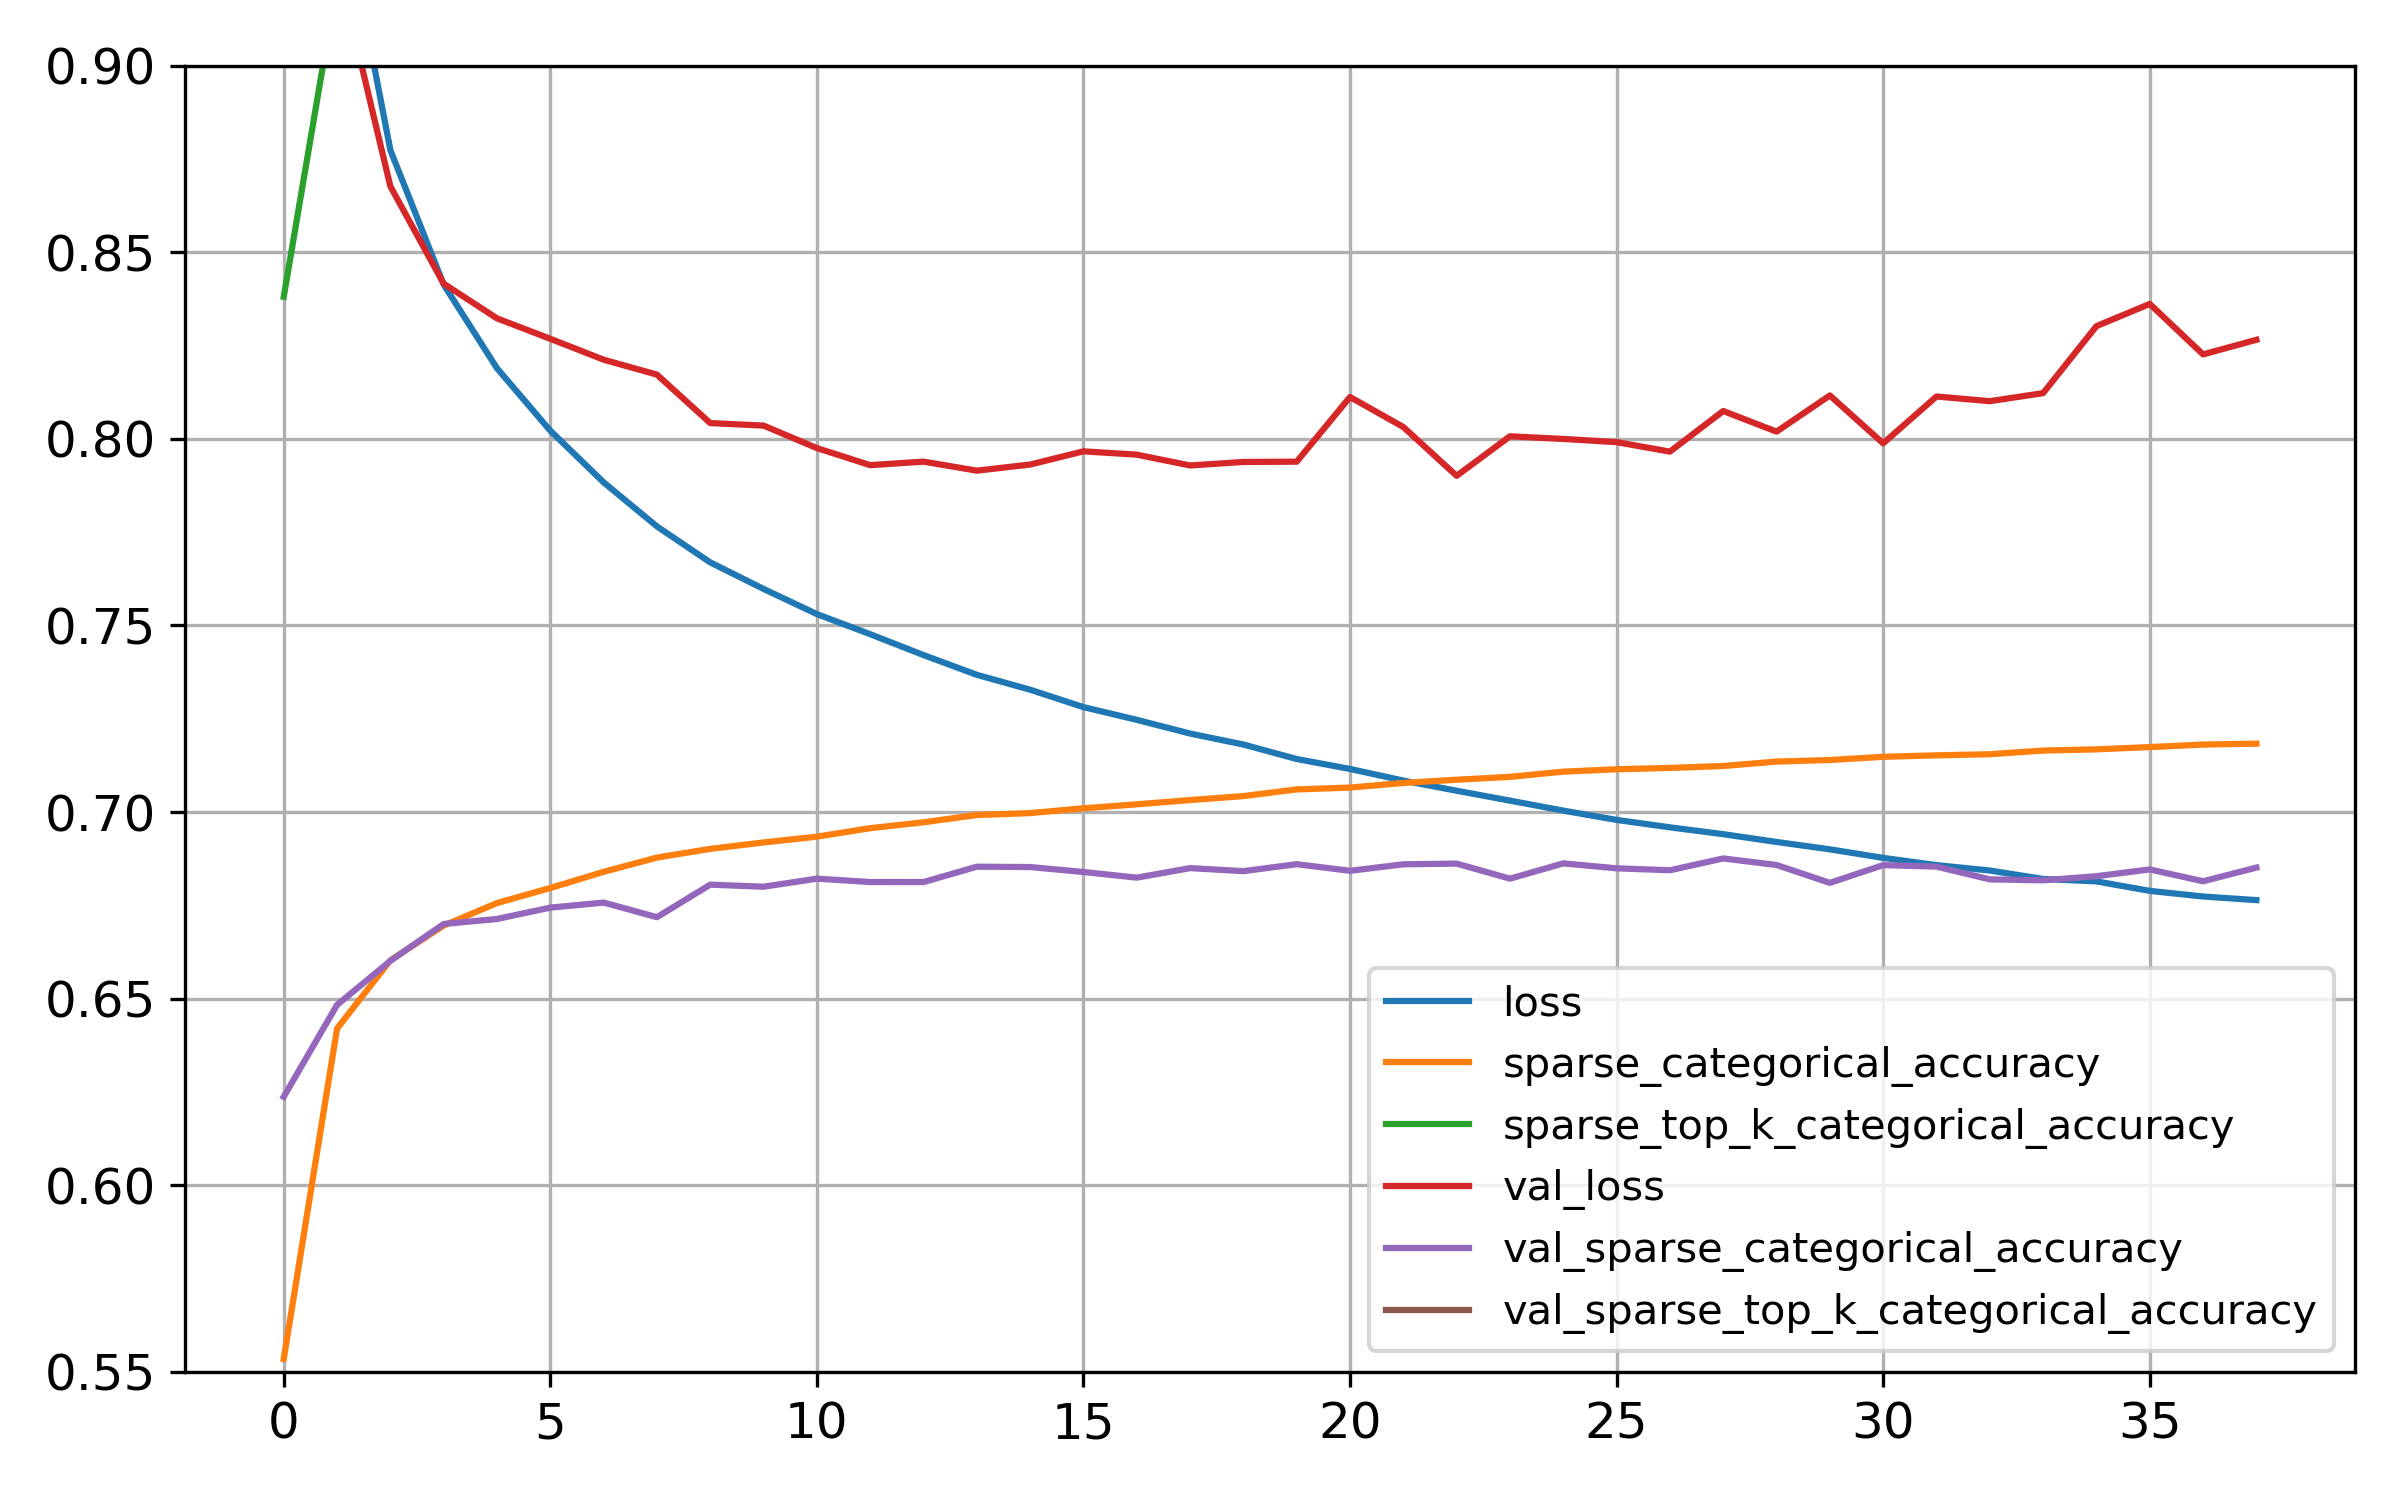 0.90
0.85
0.80
0.75
0.70
0.65
0.60
0.55
0 5 10 15 20 25 30 35
loss
sparse_categorical_accuracy
sparse_top_k_categorical_accuracy
val_loss
val_sparse_categorical_accuracy
val_sparse_top_k_categorical_accuracy